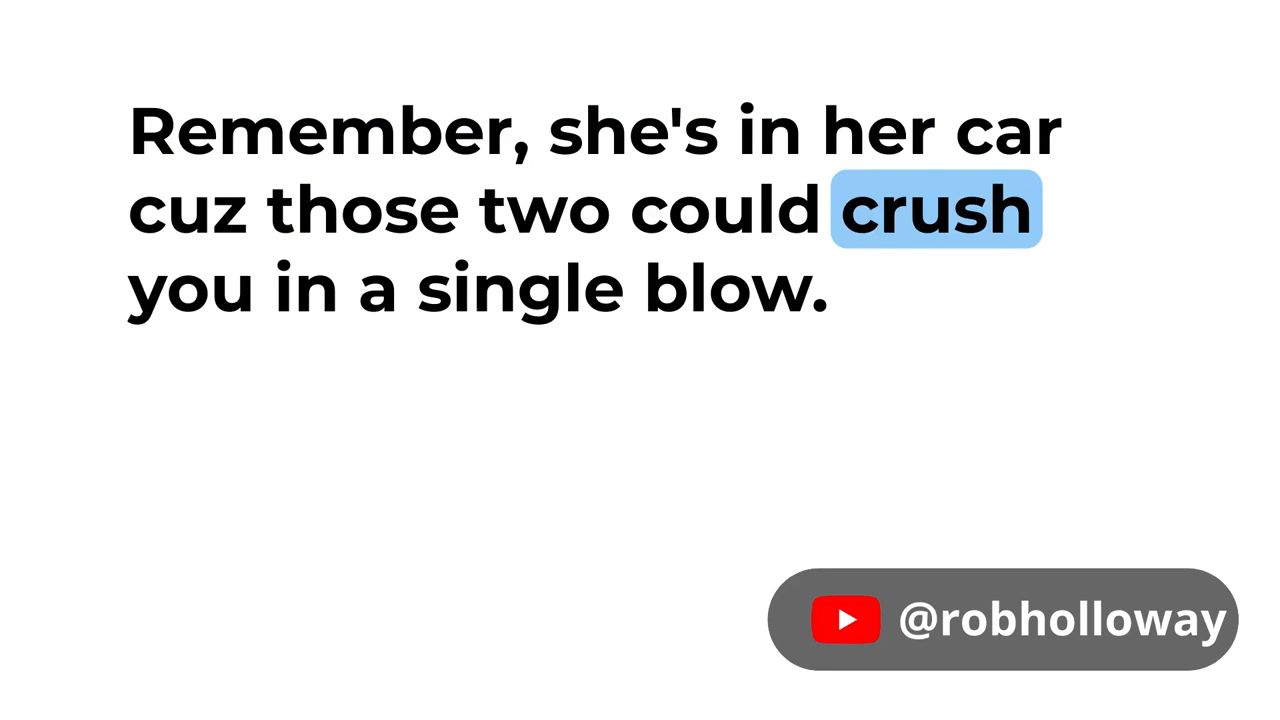 Remember, she's in her car
cuz those two could crush
you in a single blow.
@robholloway